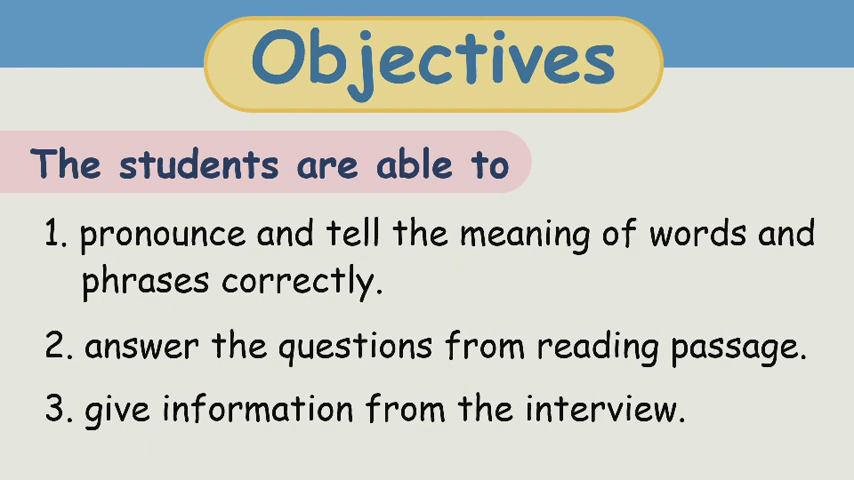 Objectives
The students are able to
1. pronounce and tell the meaning of words and
phrases correctly.
2. answer the questions from reading passage.
3. give information from the interview.